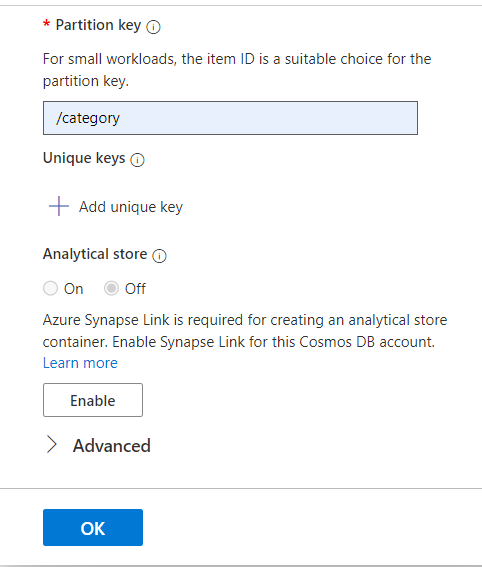 * Partition key
For small workloads, the item ID is a suitable choice for the
partition key.
/category
Unique keys
Add unique key
Analytical store
On Off
Azure Synapse Link is required for creating an analytical store
container. Enable Synapse Link for this Cosmos DB account.
Learn more
Enable
Advanced
OK